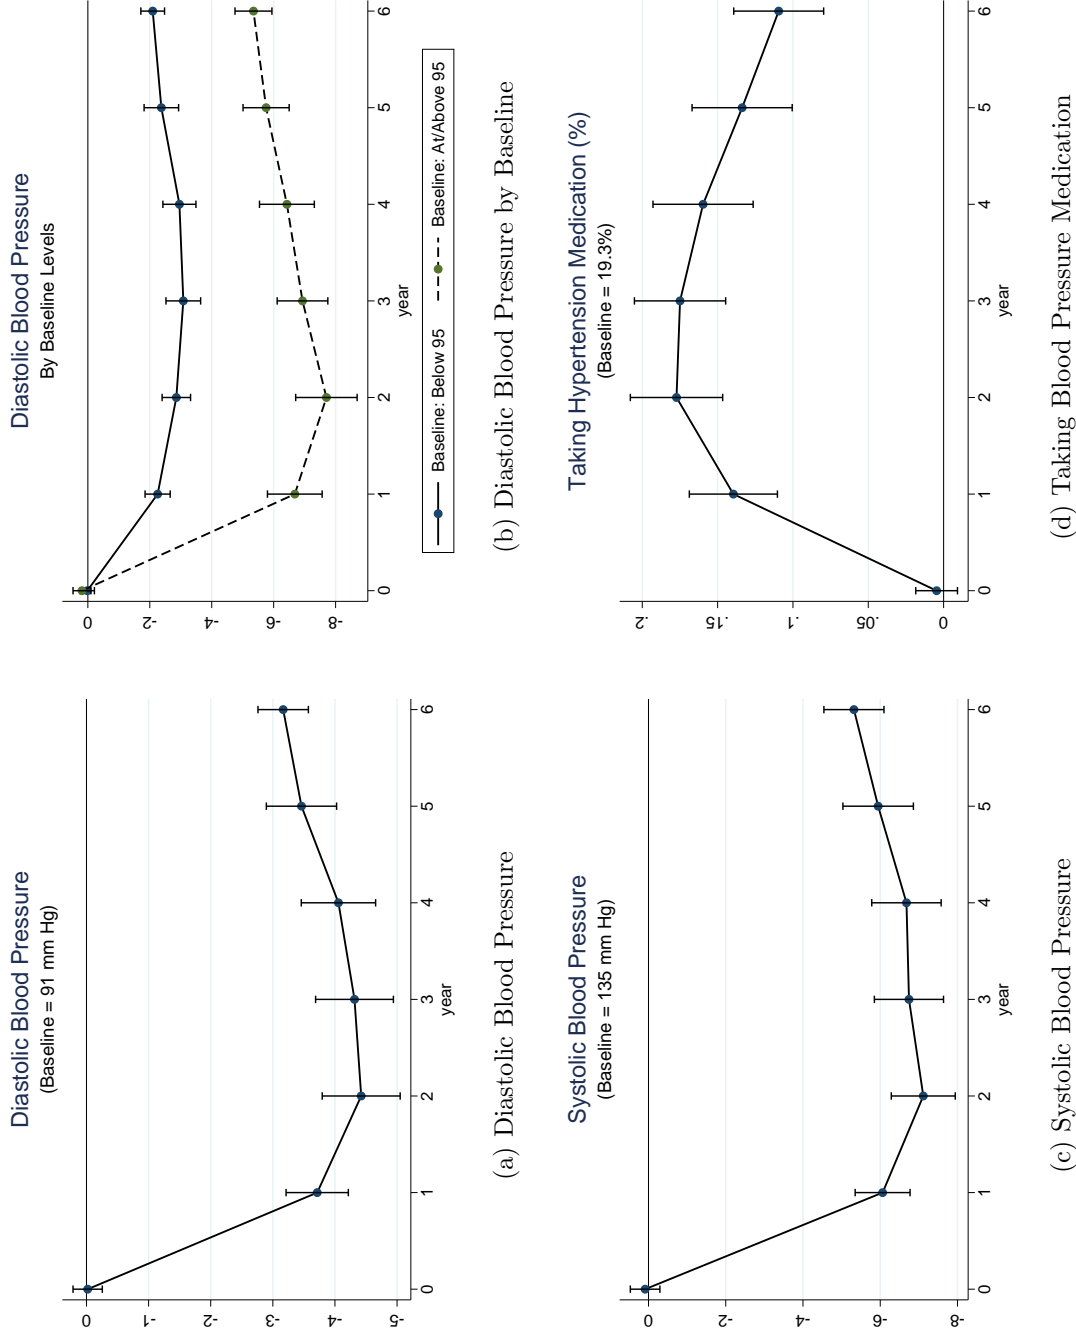 Diastolic Blood Pressure
(Baseline = 91 mm Hg)
0
-1
-2
-3
-4
-5
0 1 2 3 4 5 6
year
(a) Diastolic Blood Pressure
Diastolic Blood Pressure
By Baseline Levels
0
-2
-4
-6
-8
0 1 2 3 4 5 6
year
Baseline: Below 95 Baseline: At/Above 95
(b) Diastolic Blood Pressure by Baseline
Systolic Blood Pressure
(Baseline = 135 mm Hg)
0
-2
-4
-6
-8
0 1 2 3 4 5 6
year
(c) Systolic Blood Pressure
Taking Hypertension Medication (%)
(Baseline = 19.3%)
.2
.15
.1
.05
0
0 1 2 3 4 5 6
year
(d) Taking Blood Pressure Medication